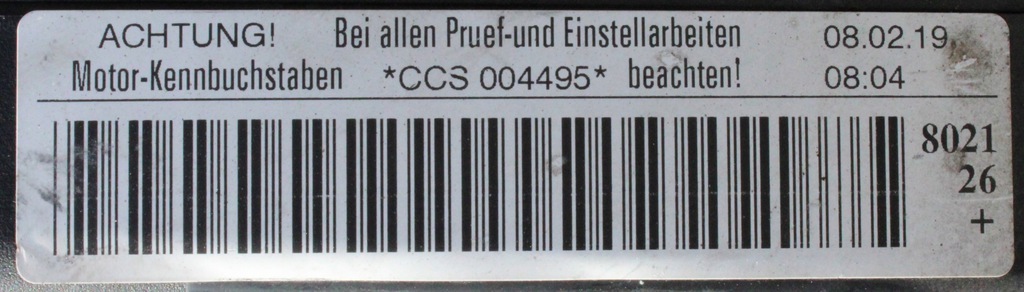 ACHTUNG! Bei allen Pruef-und Einstellarbeiten 08.02.19
Motor-Kennbuchstaben *CCS 004495* beachten! 08:04
8021
26
+